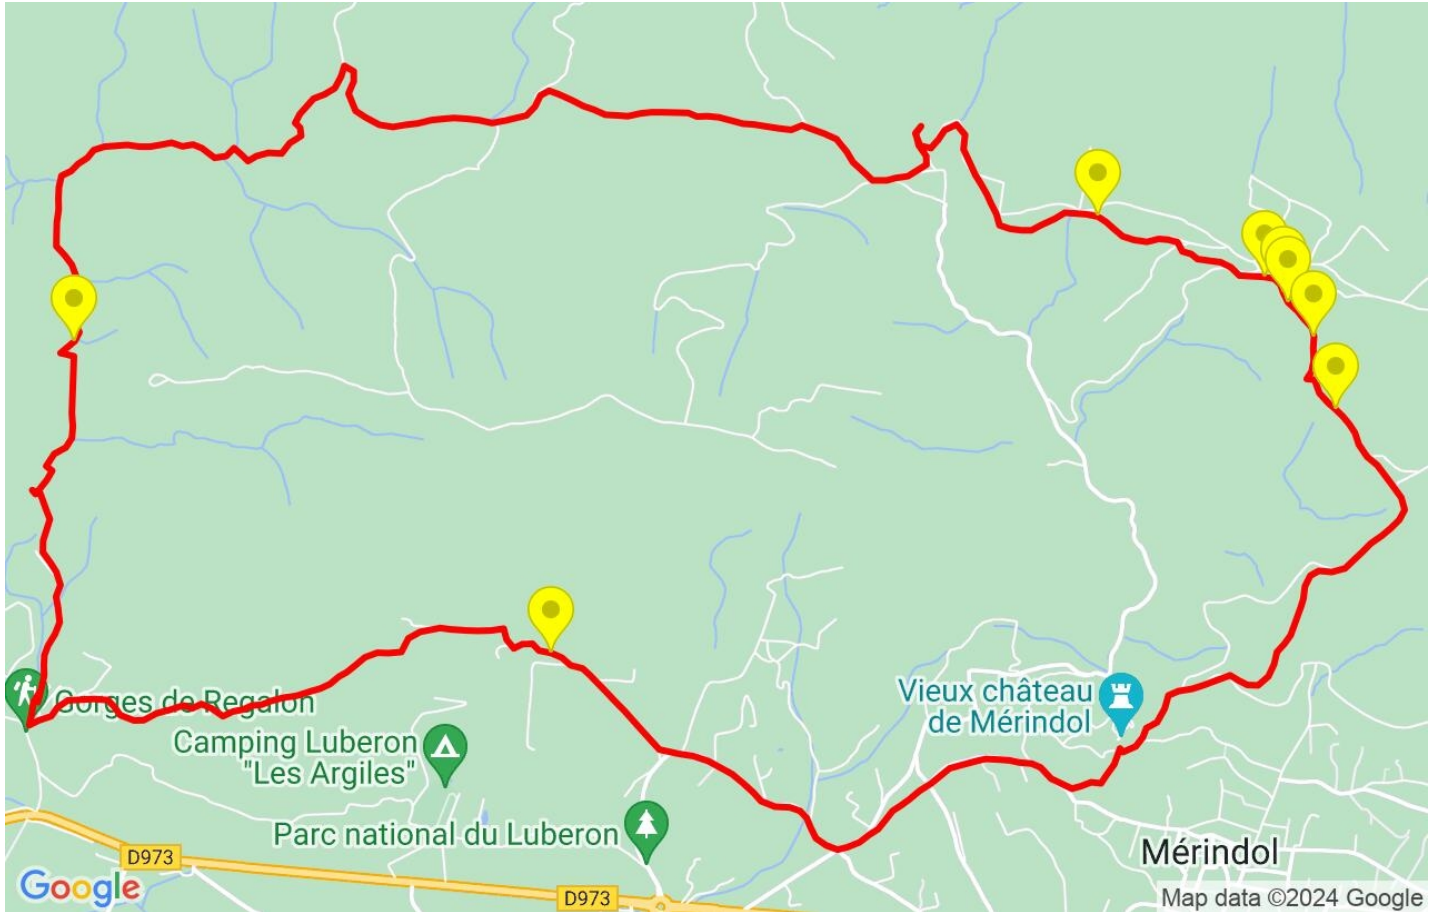 Gorges de Regalon
Vieux château
de Mérindol
Camping Luberon
"Les Argiles"
Parc national du Luberon
Mérindol
D973
D973
Google
Map data ©2024 Google